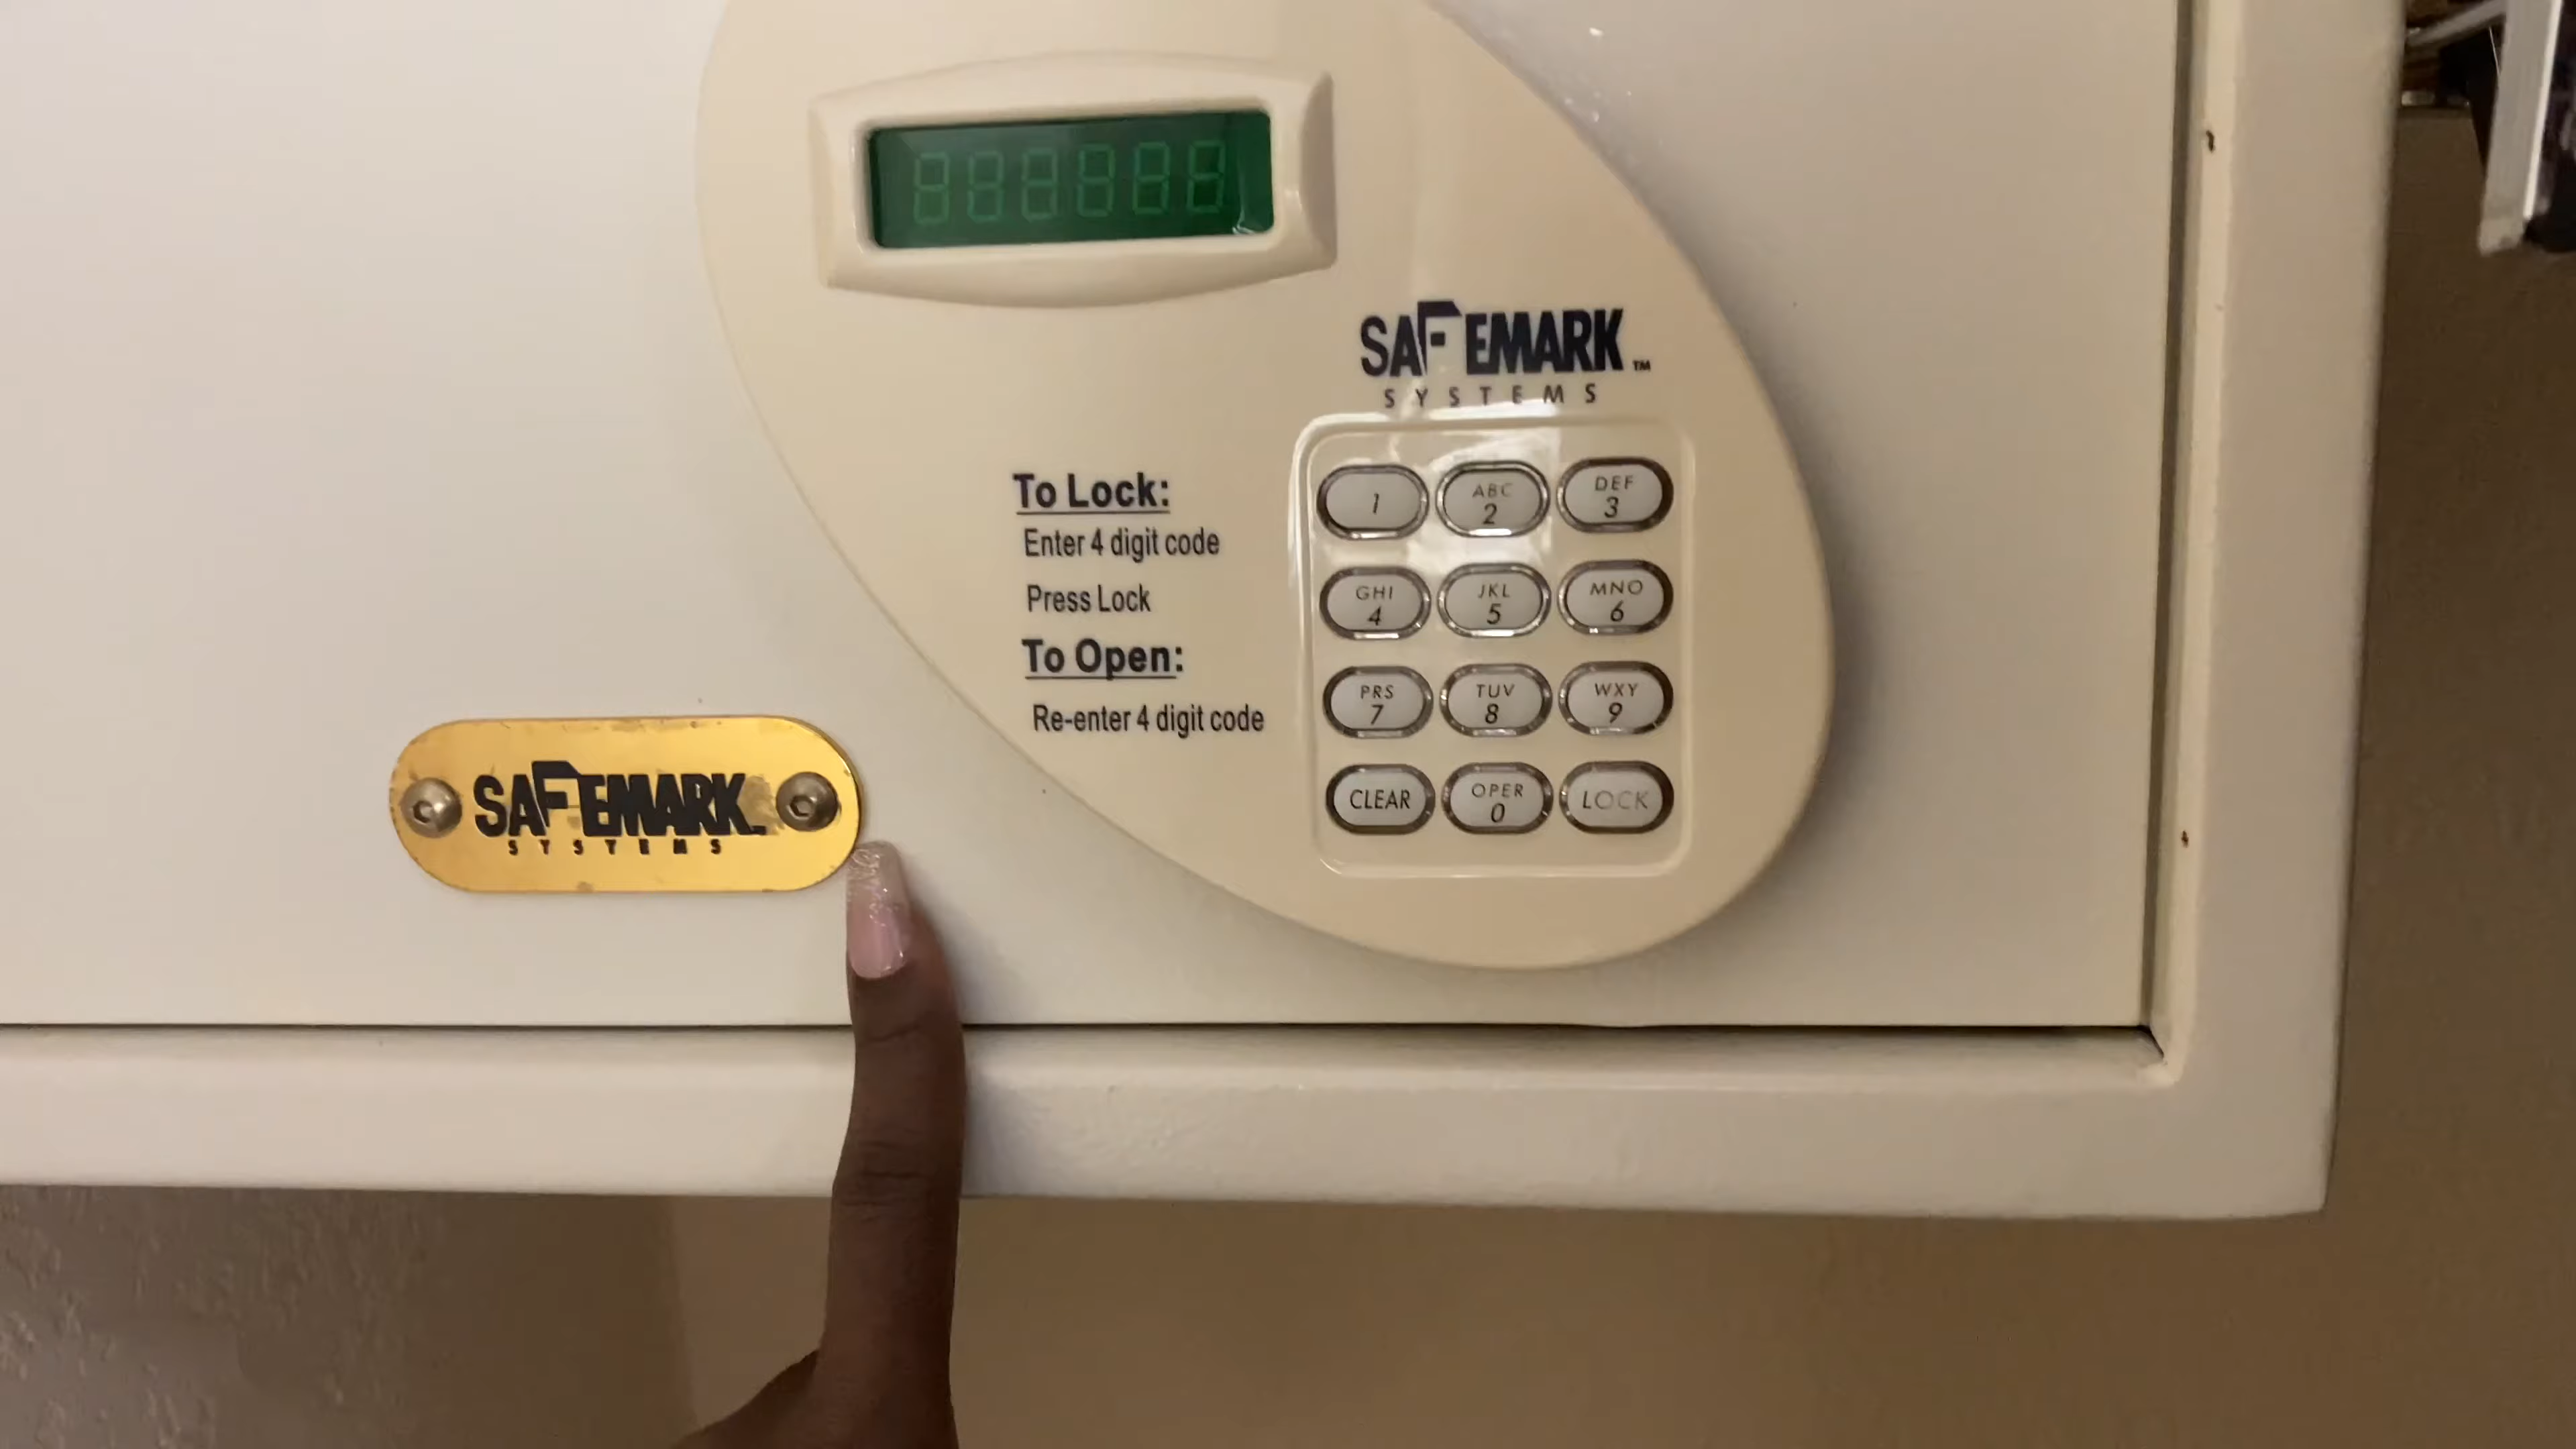 888888
SAFEMARK™
SYSTEMS
To Lock:
Enter 4 digit code
Press Lock
To Open:
Re-enter 4 digit code
1
ABC
2
DEF
3
GHI
4
JKL
5
MNO
6
PRS
7
TUV
8
WXY
9
CLEAR
OPER
0
LOCK
SAFEMARK
SYSTEMS